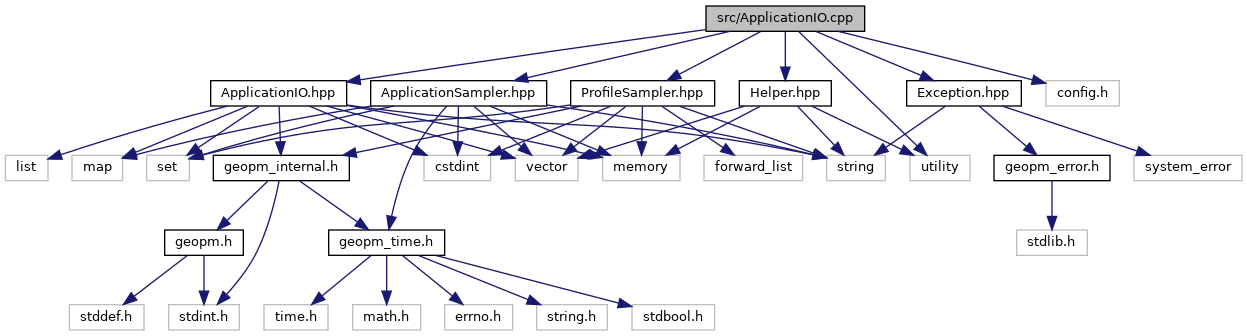 src/ApplicationIO.cpp
ApplicationIO.hpp
ApplicationSampler.hpp
ProfileSampler.hpp
Helper.hpp
Exception.hpp
config.h
list
map
set
geopm_internal.h
cstdint
vector
memory
forward_list
string
utility
geopm_error.h
system_error
geopm.h
geopm_time.h
stdlib.h
stddef.h
stdint.h
time.h
math.h
errno.h
string.h
stdbool.h